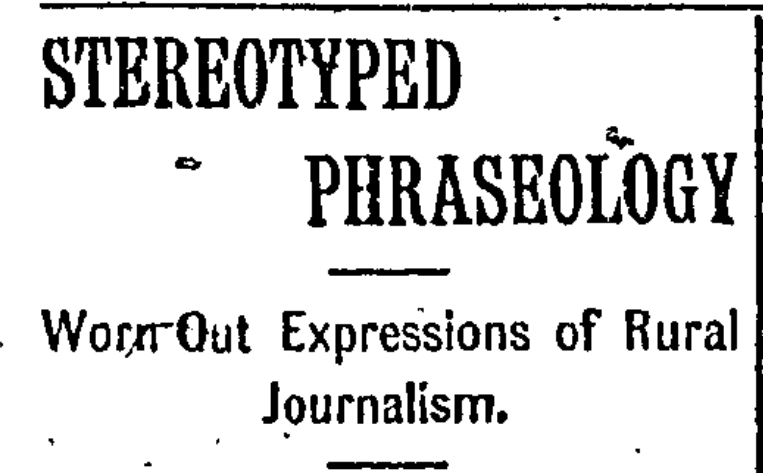 STEREOTYPED
PHRASEOLOGY
Worn-Out Expressions of Rural
Journalism.